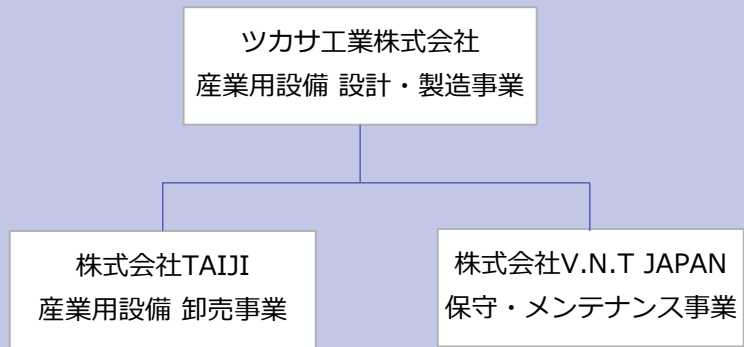 ツカサ工業株式会社
産業用設備 設計・製造事業
株式会社TAIJI
産業用設備 卸売事業
株式会社V.N.T JAPAN
保守・メンテナンス事業